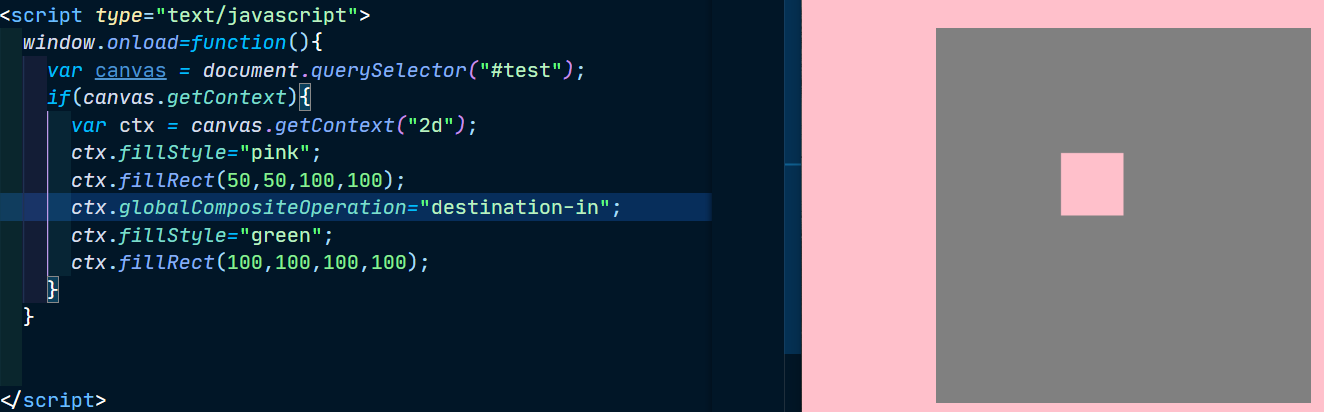 <script type="text/javascript">
window.onload=function(){
var canvas = document.querySelector("#test");
if(canvas.getContext){
var ctx = canvas.getContext("2d");
ctx.fillStyle="pink";
ctx.fillRect(50,50,100,100);
ctx.globalCompositeOperation="destination-in";
ctx.fillStyle="green";
ctx.fillRect(100,100,100,100);
}
}
</script>